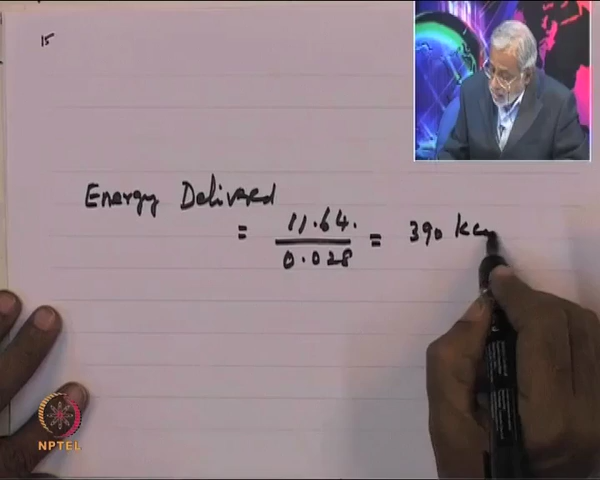 15
Energy Delivered
= 11.64. / 0.028 = 390 kc
NPTEL